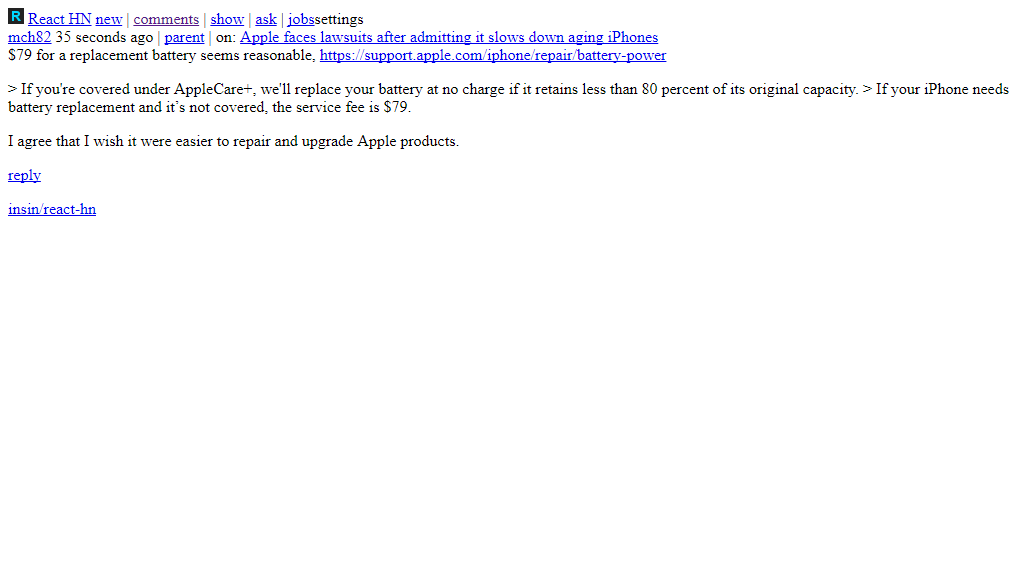 R React HN new | comments | show | ask | jobssettings
mch82 35 seconds ago | parent | on: Apple faces lawsuits after admitting it slows down aging iPhones
$79 for a replacement battery seems reasonable, https://support.apple.com/iphone/repair/battery-power
> If you're covered under AppleCare+, we'll replace your battery at no charge if it retains less than 80 percent of its original capacity. > If your iPhone needs
battery replacement and it’s not covered, the service fee is $79.
I agree that I wish it were easier to repair and upgrade Apple products.
reply
insin/react-hn